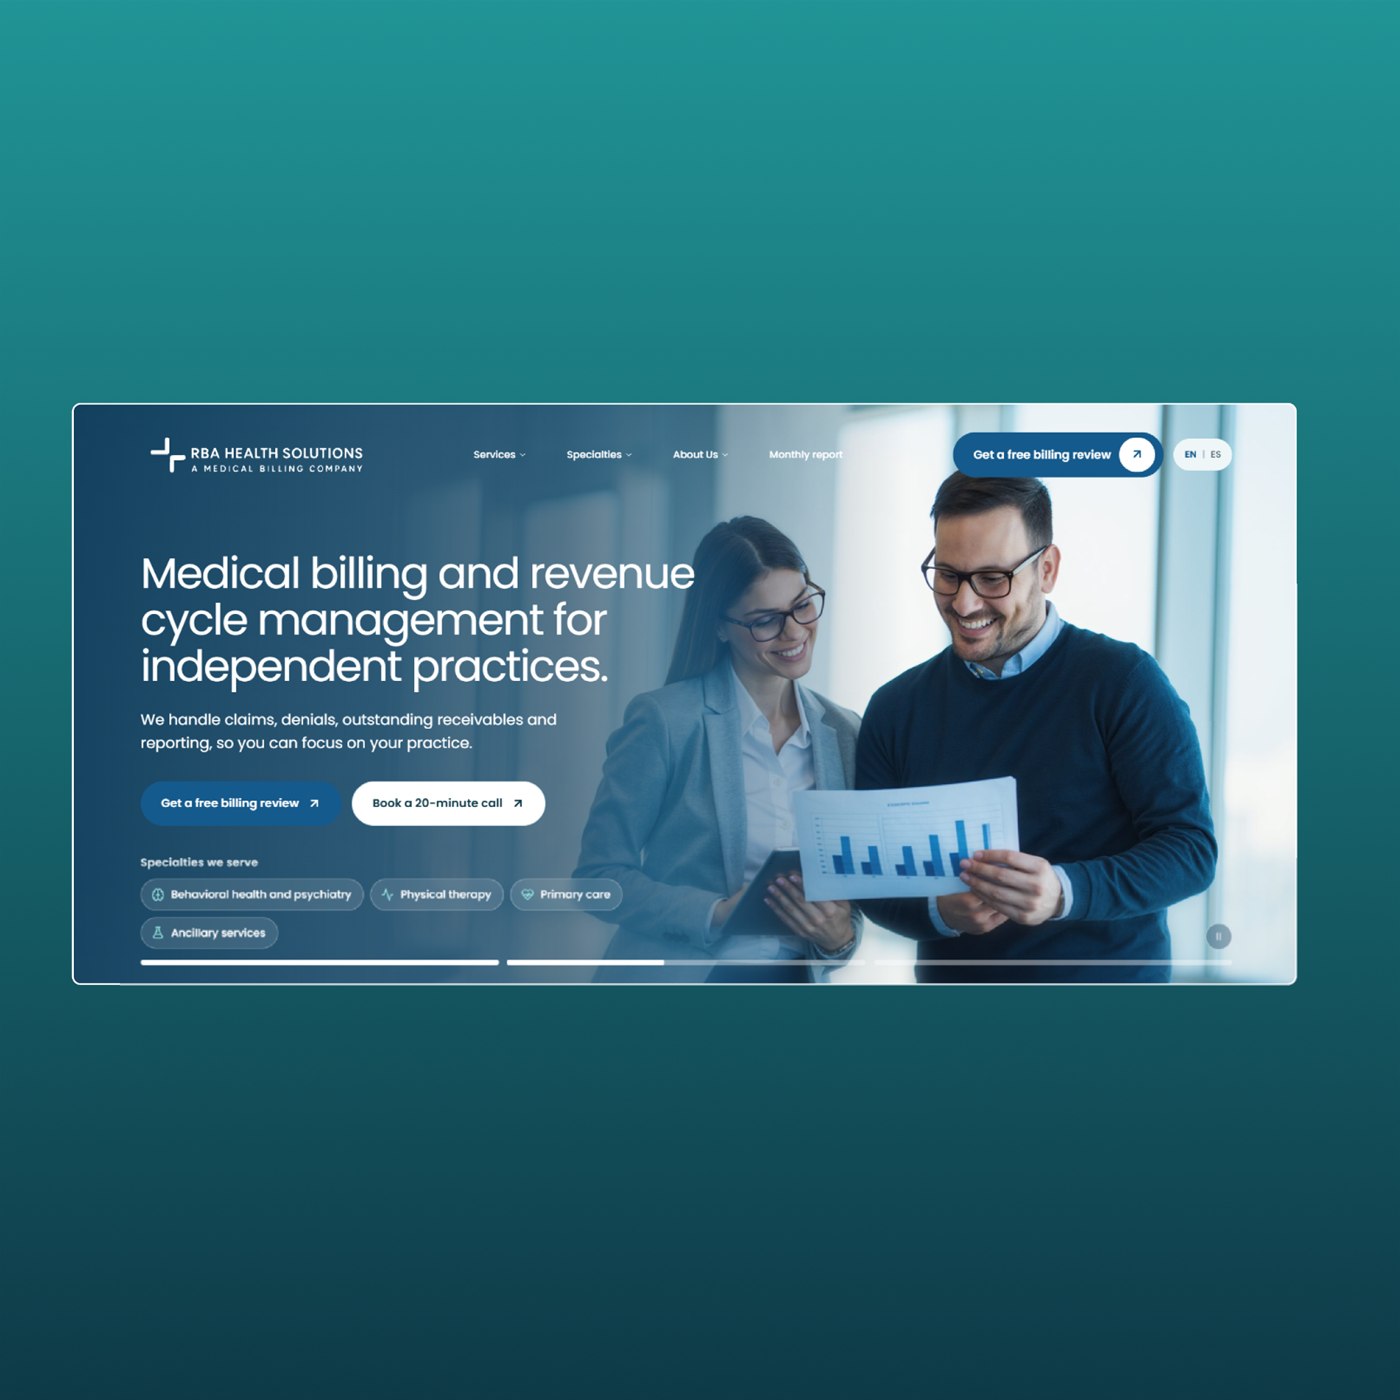 RBA HEALTH SOLUTIONS
A MEDICAL BILLING COMPANY
Services
Specialties
About Us
Monthly report
Get a free billing review
EN | ES
Medical billing and revenue
cycle management for
independent practices.
We handle claims, denials, outstanding receivables and
reporting, so you can focus on your practice.
Get a free billing review
Book a 20-minute call
Specialties we serve
Behavioral health and psychiatry
Physical therapy
Primary care
Ancillary services